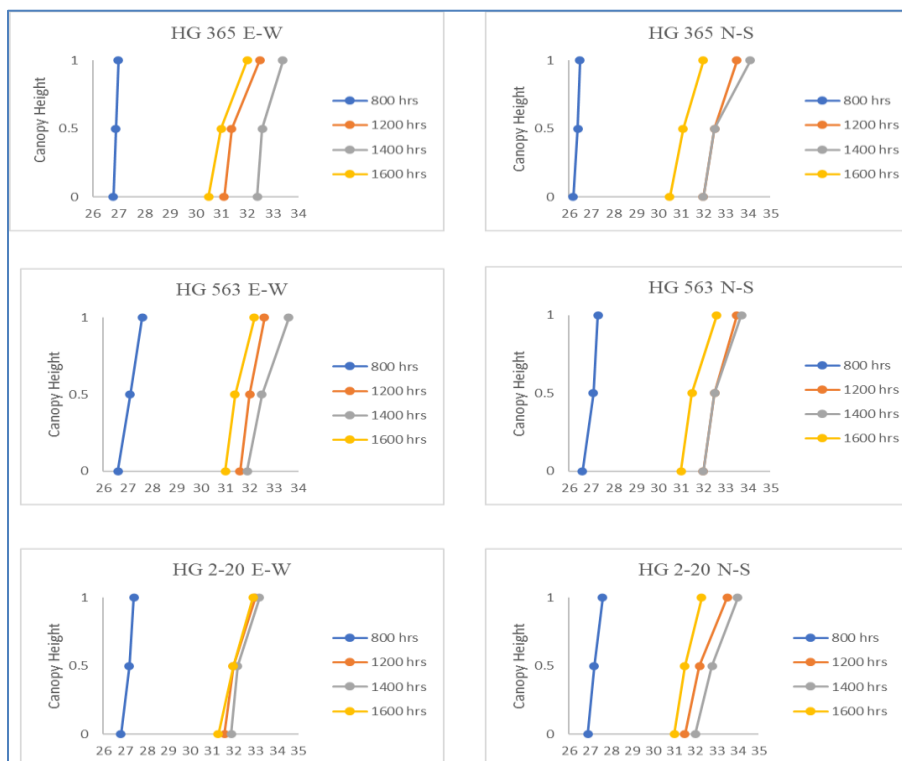 HG 365 E-W
1
0.5
0
Canopy Height
26 27 28 29 30 31 32 33 34
800 hrs
1200 hrs
1400 hrs
1600 hrs
HG 365 N-S
1
0.5
0
Canopy Height
26 27 28 29 30 31 32 33 34 35
800 hrs
1200 hrs
1400 hrs
1600 hrs
HG 563 E-W
1
0.5
0
Canopy Height
26 27 28 29 30 31 32 33 34
800 hrs
1200 hrs
1400 hrs
1600 hrs
HG 563 N-S
1
0.5
0
Canopy Height
26 27 28 29 30 31 32 33 34 35
800 hrs
1200 hrs
1400 hrs
1600 hrs
HG 2-20 E-W
1
0.5
0
Canopy Height
26 27 28 29 30 31 32 33 34 35
800 hrs
1200 hrs
1400 hrs
1600 hrs
HG 2-20 N-S
1
0.5
0
Canopy Height
26 27 28 29 30 31 32 33 34 35
800 hrs
1200 hrs
1400 hrs
1600 hrs